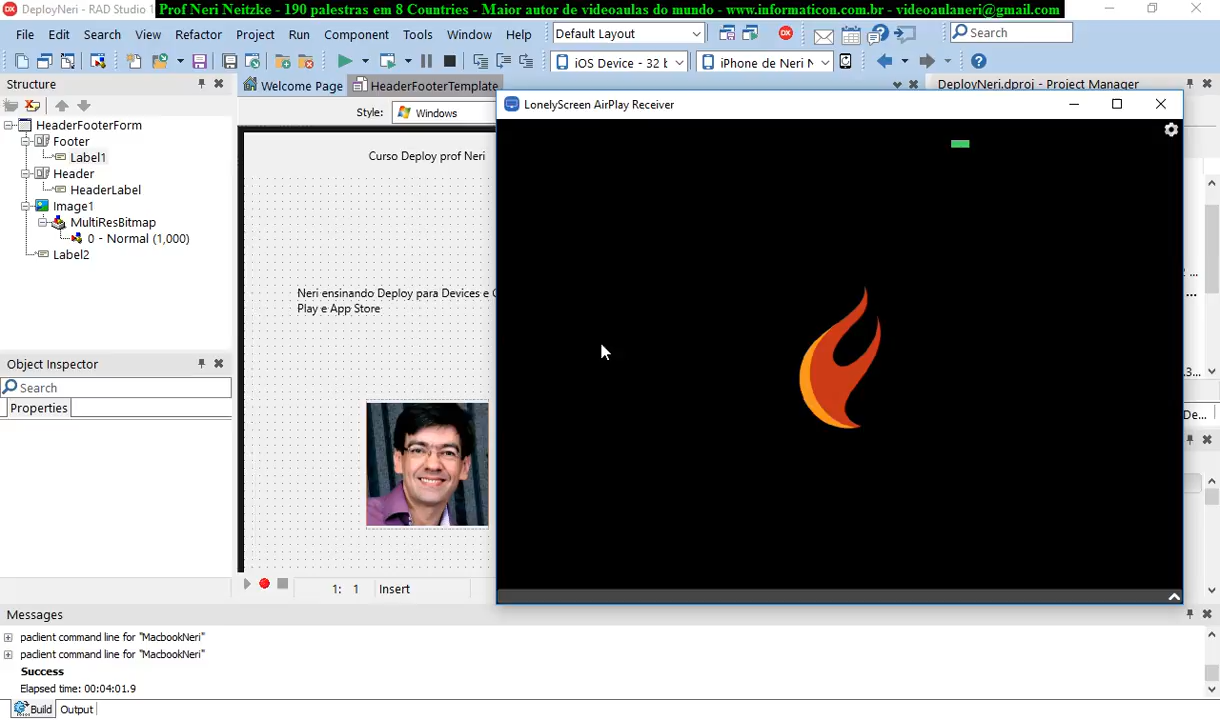 DeployNeri - RAD Studio 1
Prof Neri Neitzke - 190 palestras em 8 Countries - Maior autor de videoaulas do mundo - www.informaticon.com.br - videoaulaneri@gmail.com
File Edit Search View Refactor Project Run Component Tools Window Help
Default Layout
Search
iOS Device - 32 b
iPhone de Neri N
Structure
Welcome Page
HeaderFooterTemplate
DeployNeri.dproj - Project Manager
Style: Windows
LonelyScreen AirPlay Receiver
HeaderFooterForm
Footer
Label1
Header
HeaderLabel
Image1
MultiResBitmap
0 - Normal (1,000)
Label2
Curso Deploy prof Neri
Neri ensinando Deploy para Devices e
Play e App Store
Object Inspector
Search
Properties
De...
1: 1
Insert
Messages
paclient command line for "MacbookNeri"
paclient command line for "MacbookNeri"
Success
Elapsed time: 00:04:01.9
Build
Output